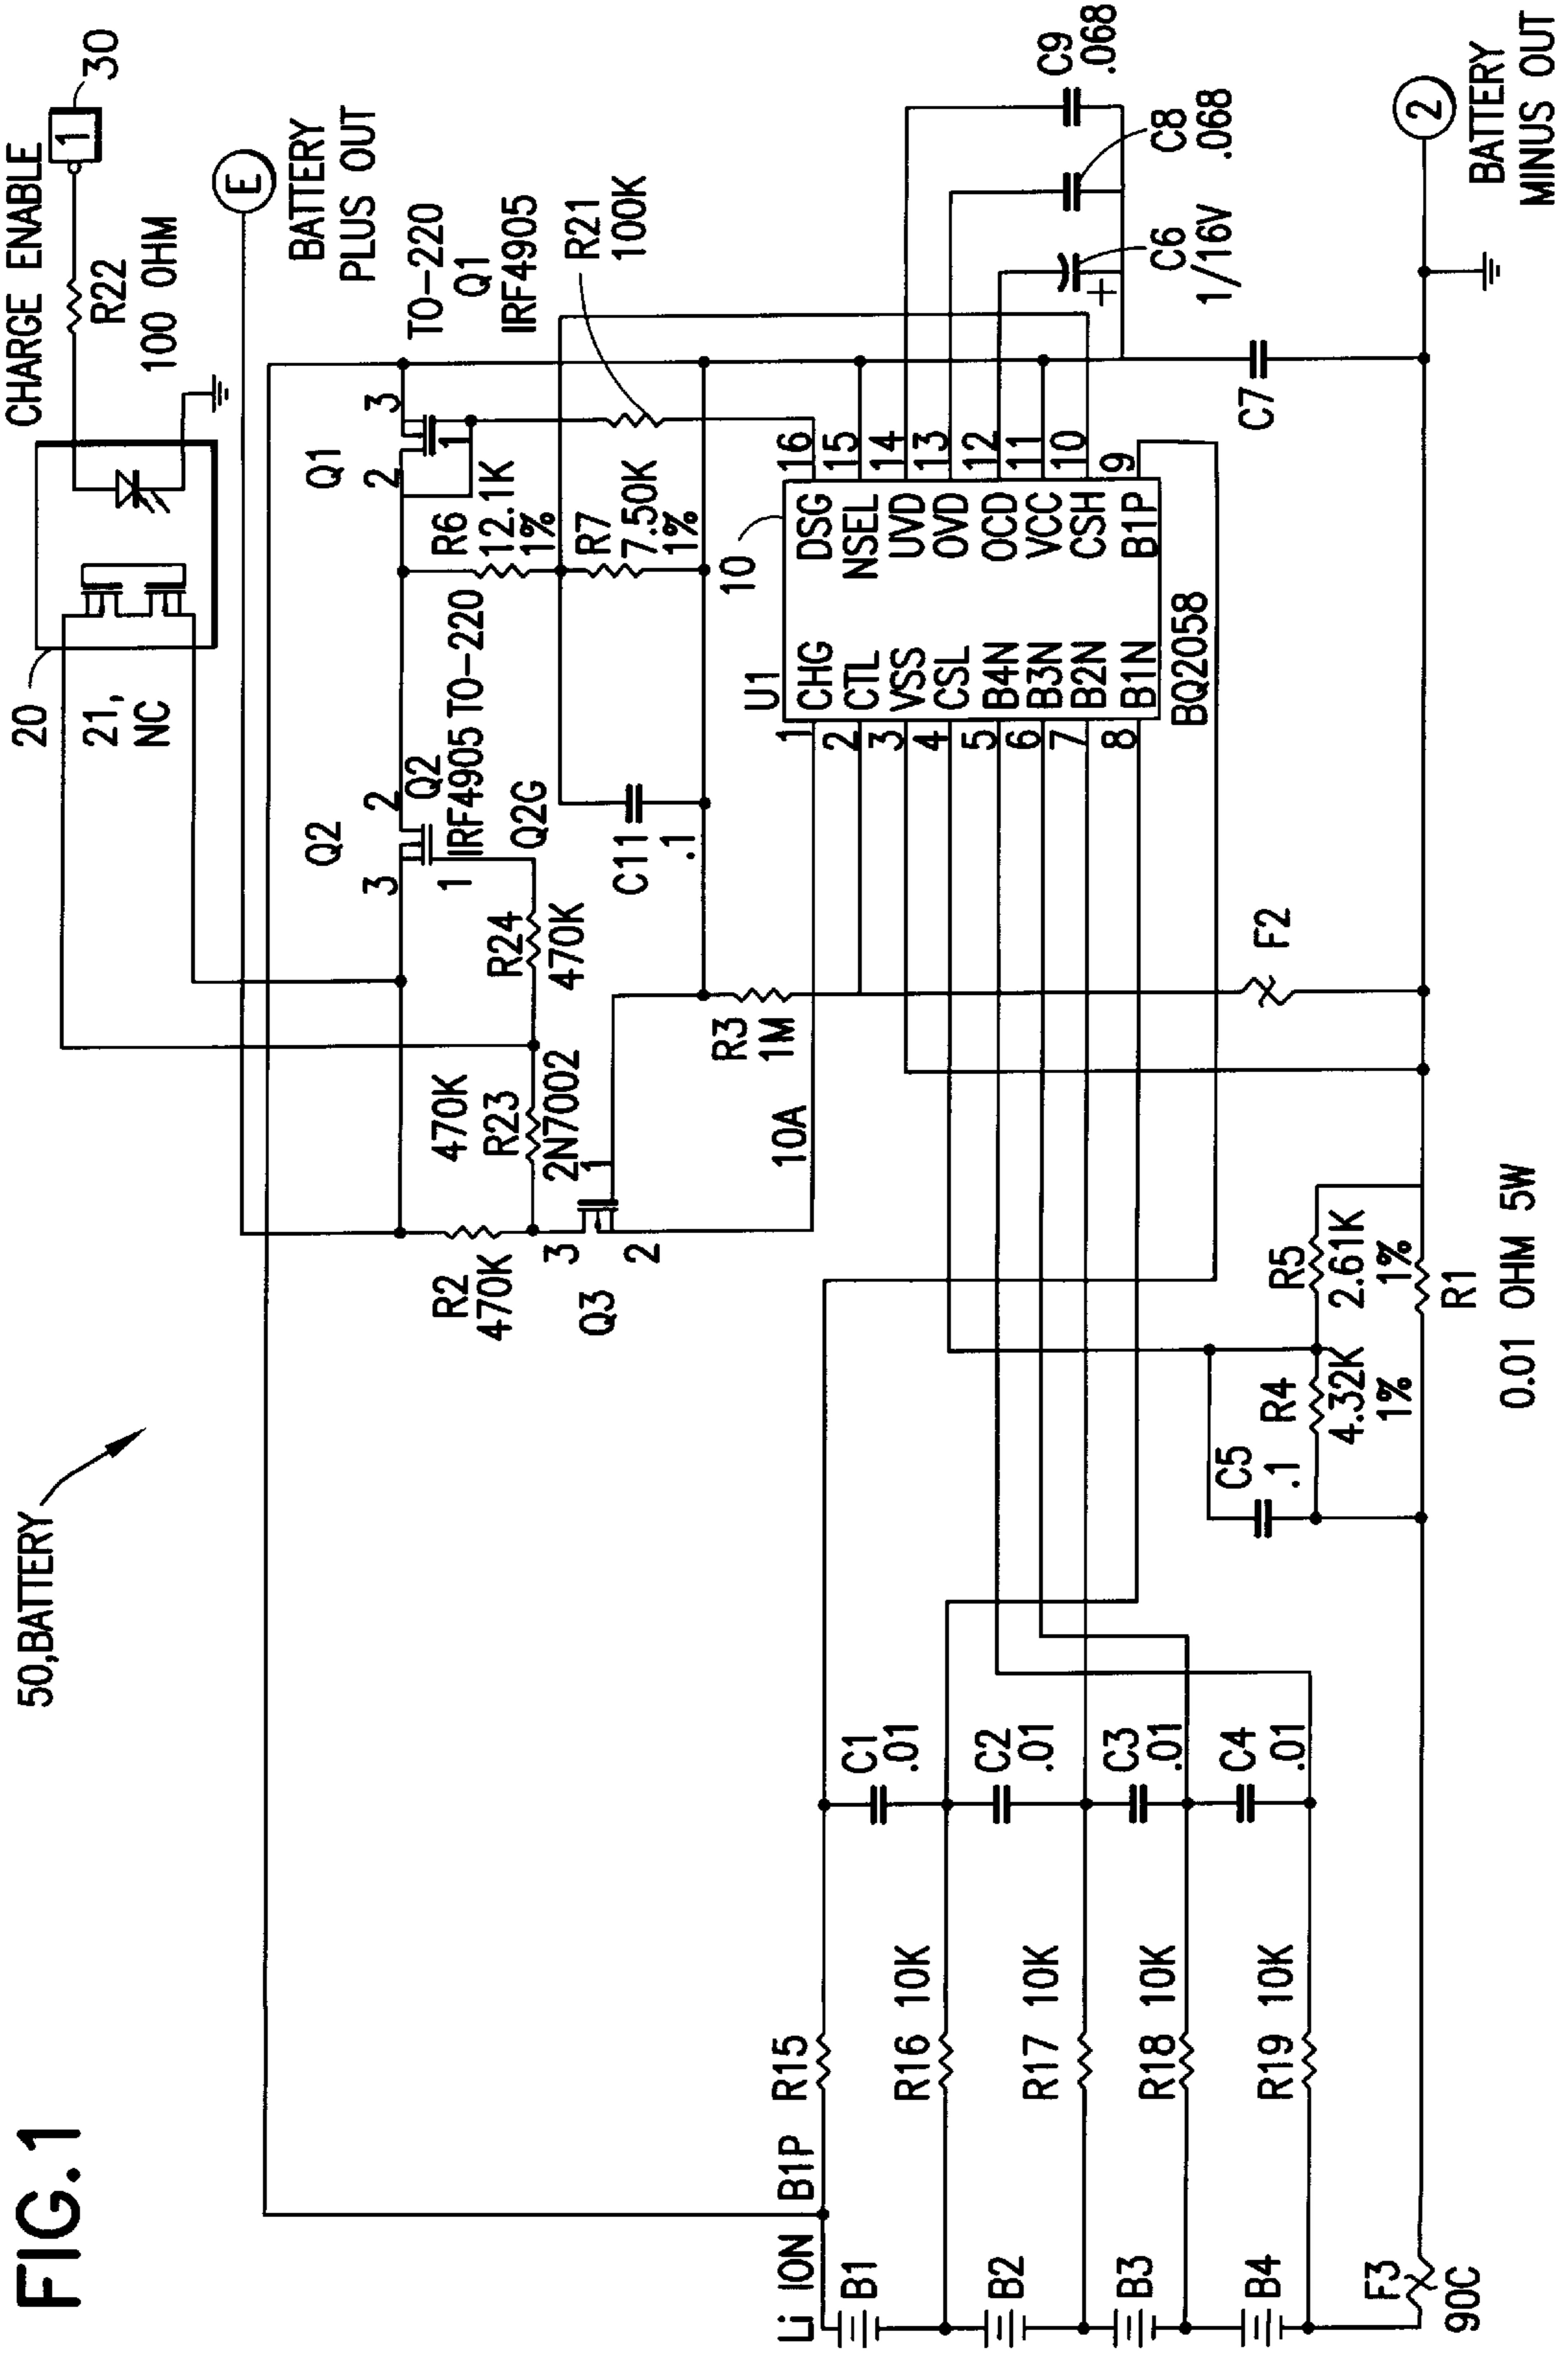 FIG.1
50,BATTERY
20
21,
NC
CHARGE ENABLE
1
30
R22
100 OHM
E
BATTERY
PLUS OUT
TO-220
Q1
IRF4905
R21
100K
Q1
3
2
1
Q2
3
2
1
Q2
IRF4905 TO-220
Q2G
R6
12.1K
1%
R7
7.50K
1%
C11
.1
R24
470K
470K
R23
2N7002
1
R2
470K
3
2
Q3
R3
1M
10A
10
U1
1
CHG
DSG
16
2
CTL
NSEL
15
3
VSS
UVD
14
4
CSL
OVD
13
5
B4N
OCD
12
6
B3N
VCC
11
7
B2N
CSH
10
8
B1N
B1P
9
BQ2058
C9
.068
C8
.068
C6
1/16V
+
C7
F2
Li ION
B1P
R15
B1
R16 10K
C1
.01
B2
R17 10K
C2
.01
B3
R18 10K
C3
.01
B4
R19 10K
C4
.01
F3
90C
C5
.1
R4
4.32K
1%
R5
2.61K
1%
R1
0.01 OHM 5W
2
BATTERY
MINUS OUT